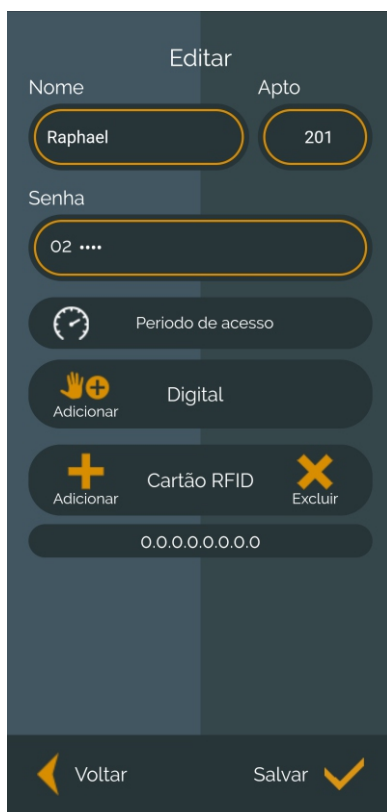 Editar
Nome Apto
Raphael 201
Senha
02 ••••
Periodo de acesso
Digital
Adicionar
Cartão RFID
Adicionar Excluir
0.0.0.0.0.0.0.0
Voltar Salvar